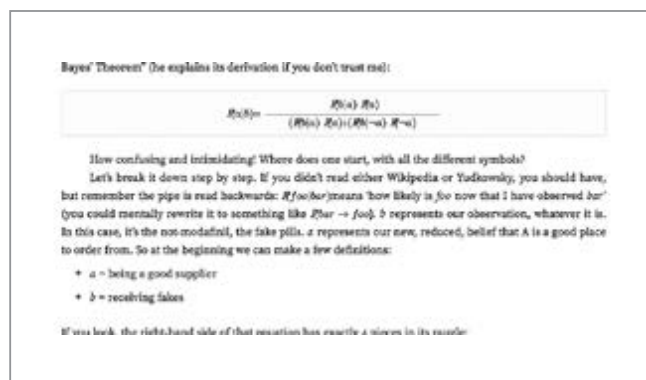 Bayes' Theorem" (he explains its derivation if you don't trust me):
P(a|b)= P(b|a) P(a)
(P(b|a) P(a))+(P(b|¬a) P(¬a)
How confusing and intimidating! Where does one start, with all the different symbols?
Let's break it down step by step. If you didn't read either Wikipedia or Yudkowsky, you should have,
but remember the pipe is read backwards: P(foo|bar)means 'how likely is foo now that I have observed bar'
(you could mentally rewrite it to something like P(bar → foo)). b represents our observation, whatever it is.
In this case, it's the not-modafinil, the fake pills. a represents our new, reduced, belief that A is a good place
to order from. So at the beginning we can make a few definitions:
• a = being a good supplier
• b = receiving fakes
If you look, the right-hand side of that equation has exactly 4 pieces in its puzzle: